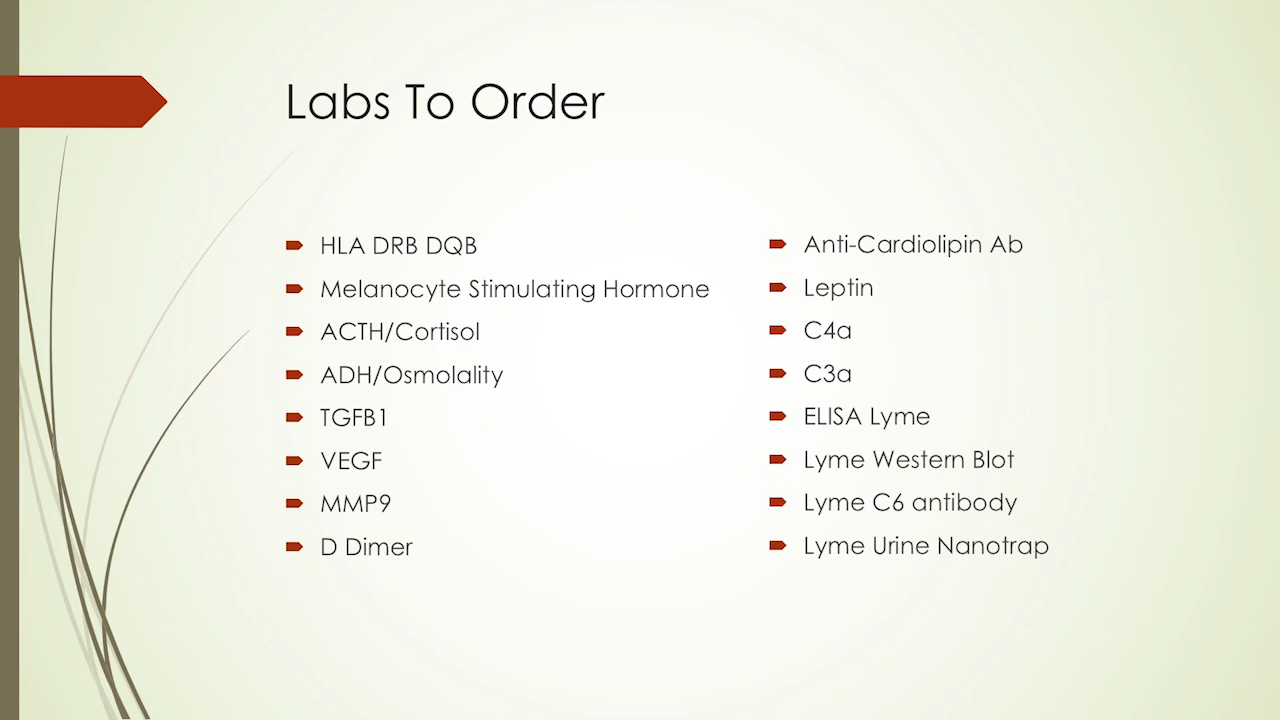 Labs To Order
HLA DRB DQB
Melanocyte Stimulating Hormone
ACTH/Cortisol
ADH/Osmolality
TGFB1
VEGF
MMP9
D Dimer
Anti-Cardiolipin Ab
Leptin
C4a
C3a
ELISA Lyme
Lyme Western Blot
Lyme C6 antibody
Lyme Urine Nanotrap